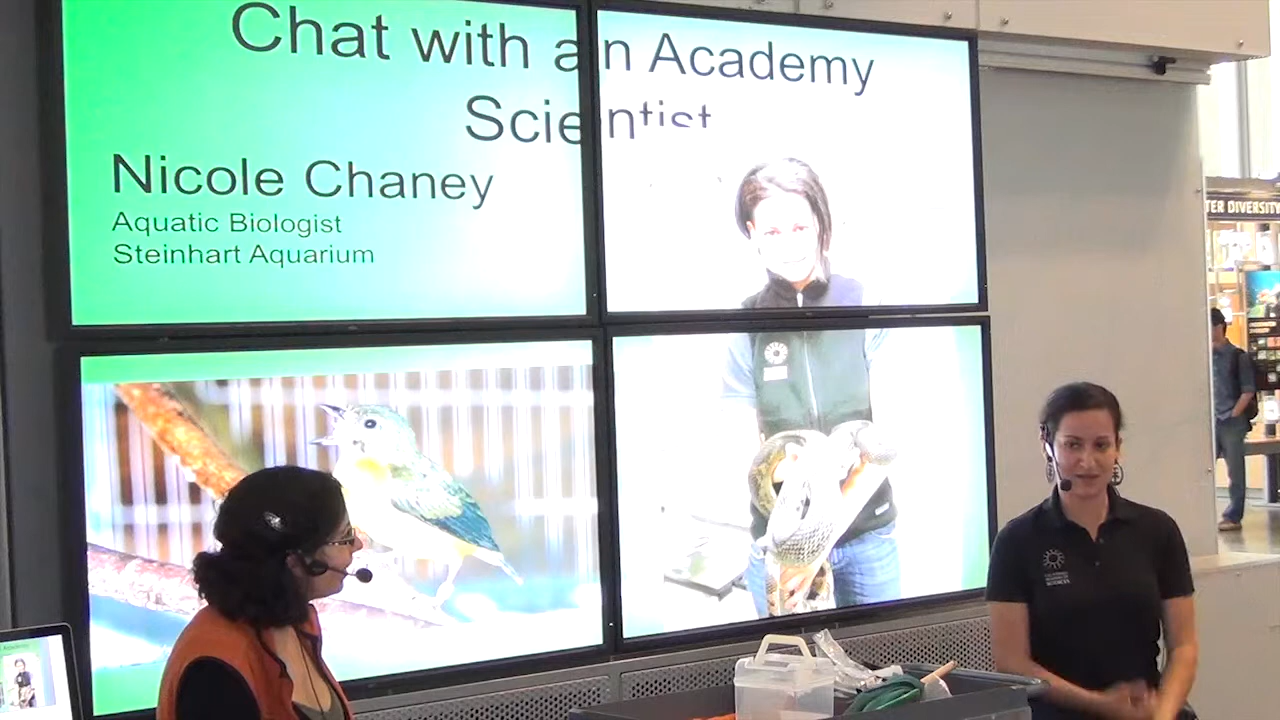 Chat with an Academy
Scientist
Nicole Chaney
Aquatic Biologist
Steinhart Aquarium
TER DIVERSITY